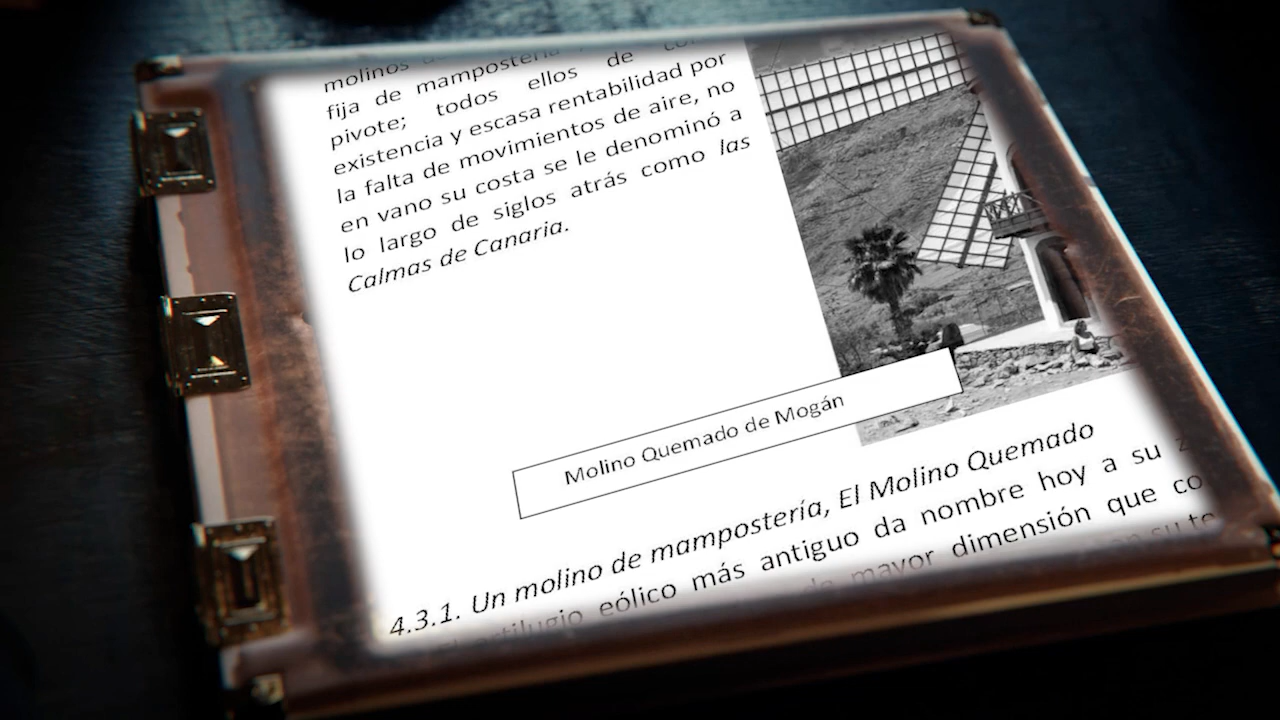 molinos
fija de mampostería
pivote; todos ellos de
existencia y escasa rentabilidad por
la falta de movimientos de aire, no
en vano su costa se le denominó a
lo largo de siglos atrás como las
Calmas de Canaria.
Molino Quemado de Mogán
4.3.1. Un molino de mampostería, El Molino Quemado
eólico más antiguo da nombre hoy a su
de mayor dimensión que
su